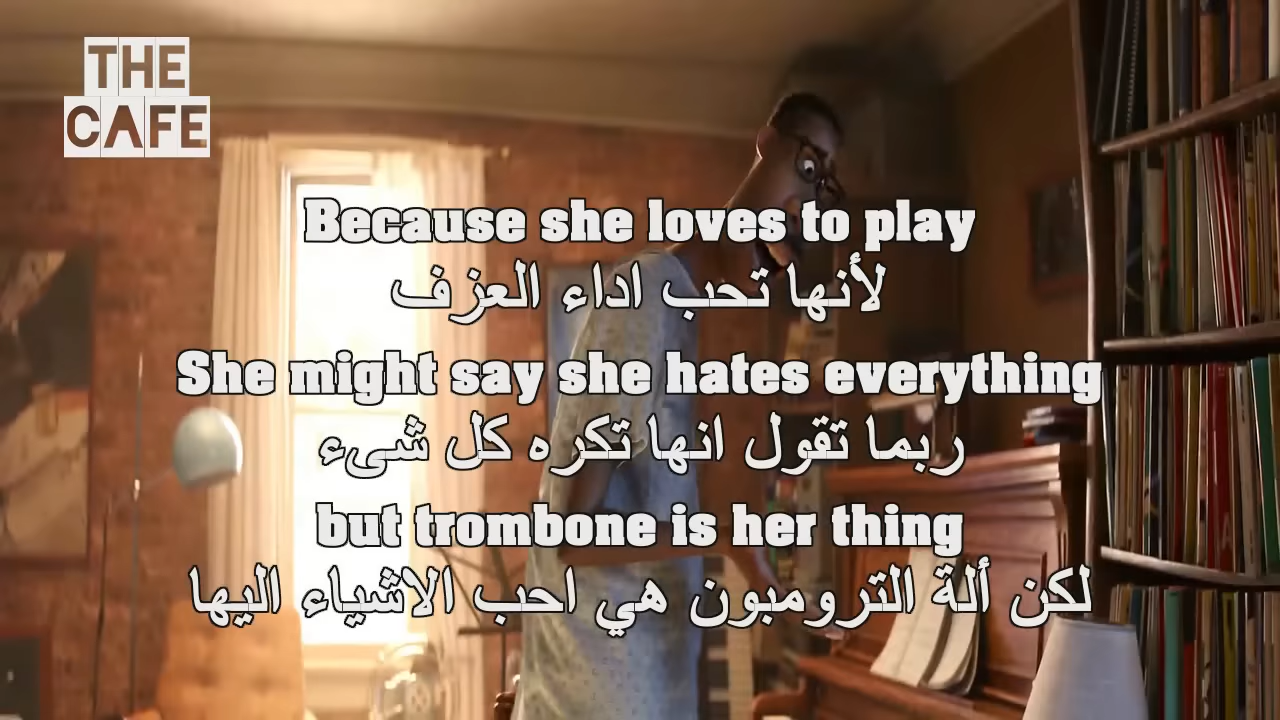 THE
CAFE
Because she loves to play
لأنها تحب اداء العزف
She might say she hates everything
ربما تقول انها تكره كل شىء
but trombone is her thing
لكن ألة الترومبون هي احب الاشياء اليها